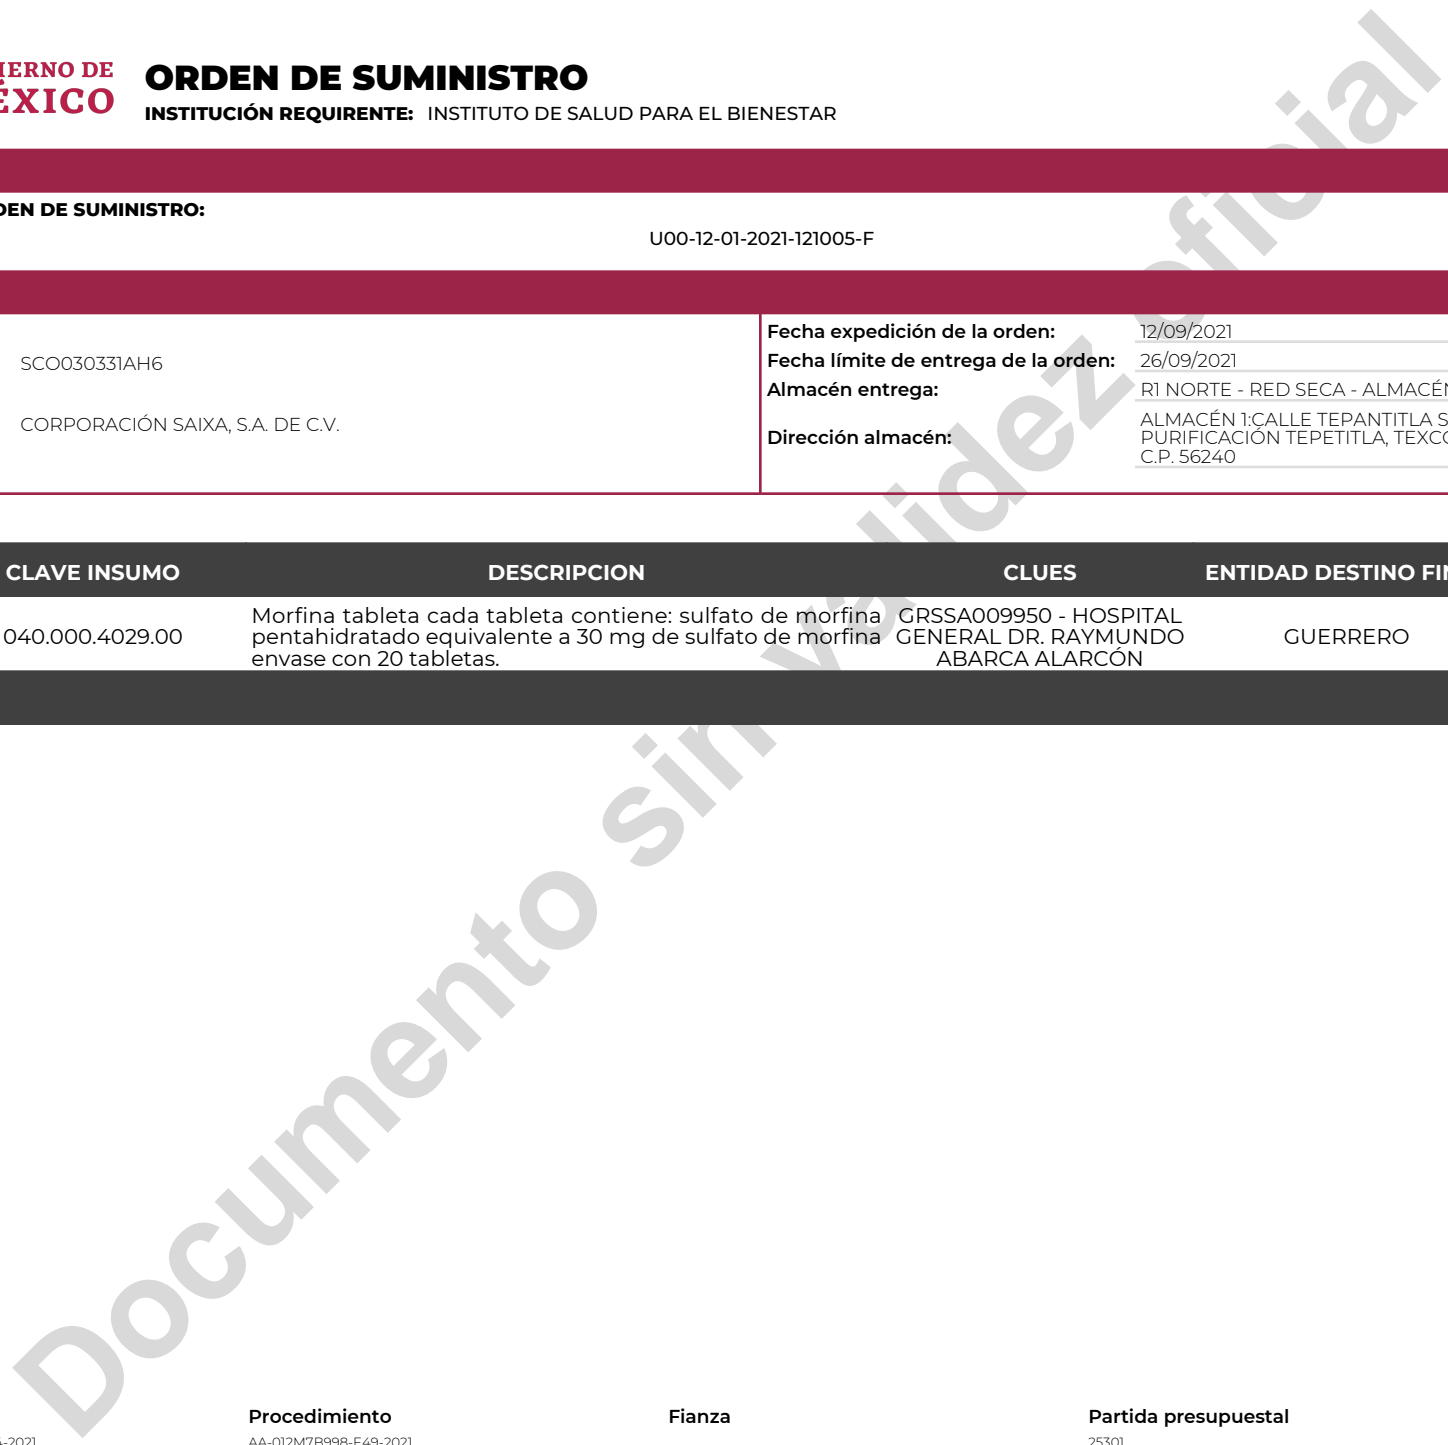 ORDEN DE SUMINISTRO
INSTITUCIÓN REQUIRENTE: INSTITUTO DE SALUD PARA EL BIENESTAR
DE
XICO
DE SUMINISTRO:
U00-12-01-2021-121005-F
SCO030331AH6
CORPORACIÓN SAIXA, S.A. DE C.V.
Fecha expedición de la orden: 12/09/2021
Fecha límite de entrega de la orden: 26/09/2021
Almacén entrega: R1 NORTE - RED SECA - ALMACÉN
Dirección almacén:
ALMACÉN 1:CALLE TEPANTITLA S
PURIFICACIÓN TEPETITLA, TEXCO
C.P. 56240
CLAVE INSUMO DESCRIPCION CLUES ENTIDAD DESTINO FIN
040.000.4029.00
Morfina tableta cada tableta contiene: sulfato de morfina
pentahidratado equivalente a 30 mg de sulfato de morfina
envase con 20 tabletas.
GRSSA009950 - HOSPITAL
GENERAL DR. RAYMUNDO
ABARCA ALARCÓN
GUERRERO
Documento sin validez oficial
Procedimiento Fianza Partida presupuestal
-2021 AA-012M7B998-E49-2021 25301